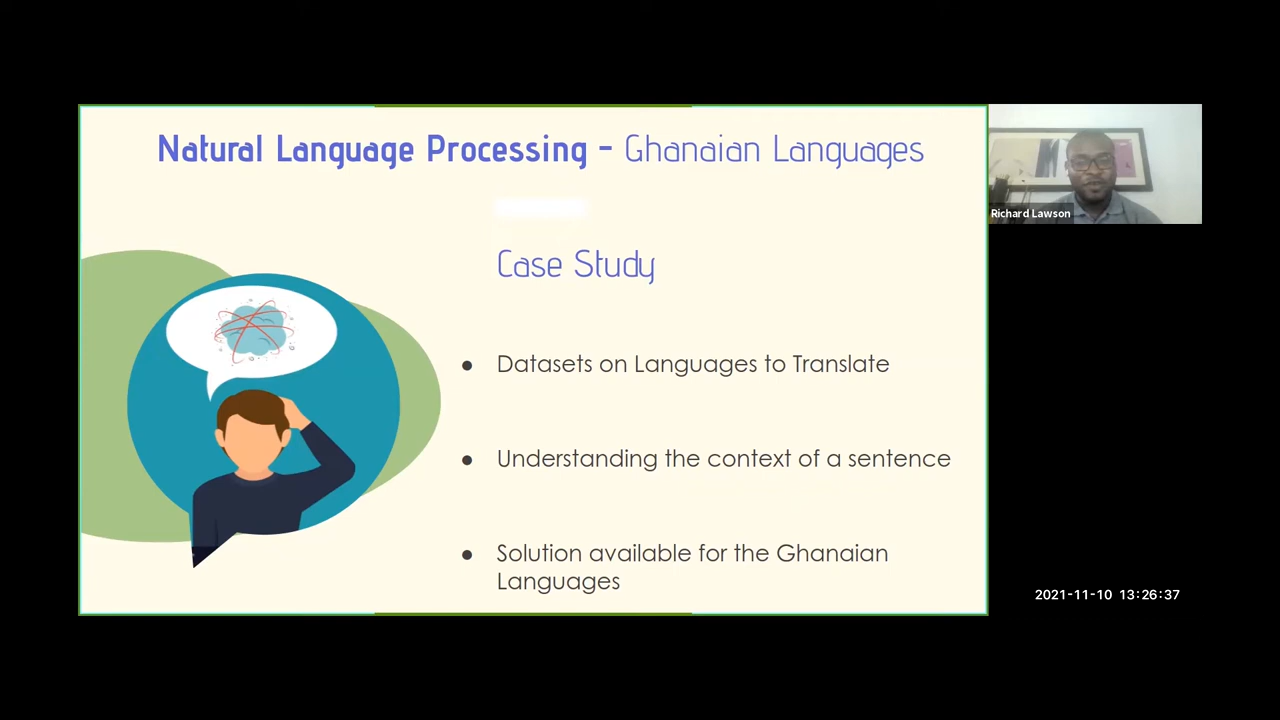 Natural Language Processing - Ghanaian Languages
Richard Lawson
Case Study
● Datasets on Languages to Translate
● Understanding the context of a sentence
● Solution available for the Ghanaian
Languages
2021-11-10 13:26:37